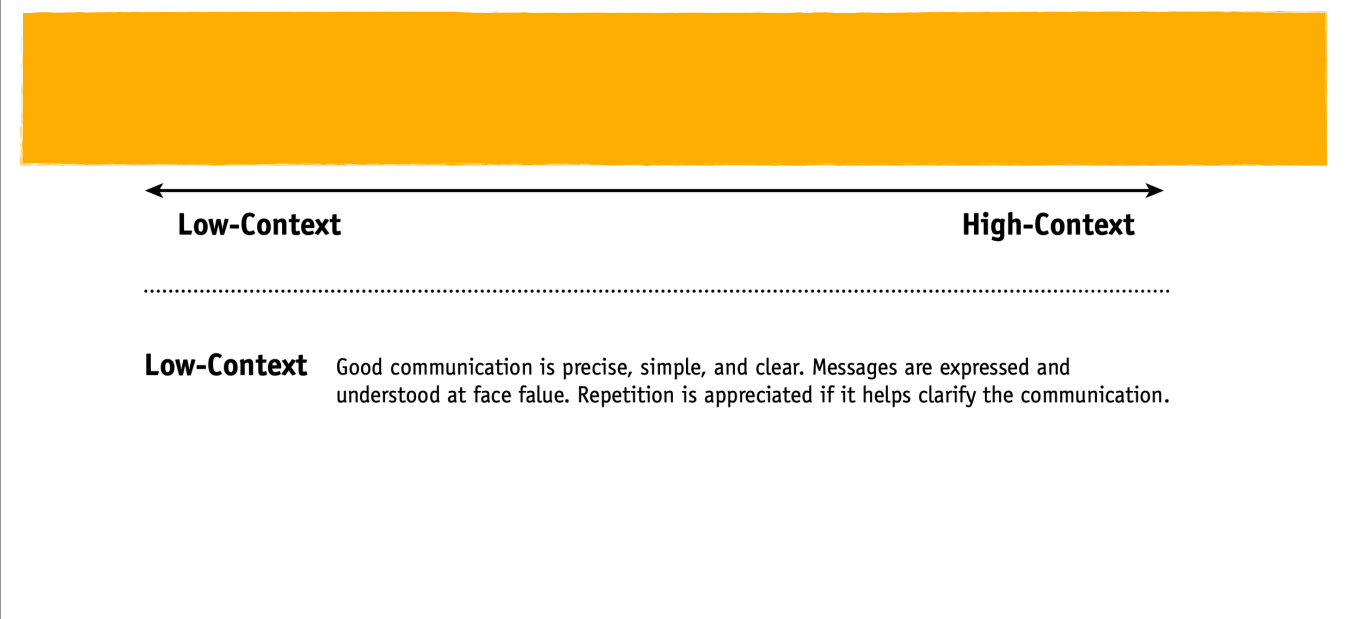 Low-Context High-Context
Low-Context Good communication is precise, simple, and clear. Messages are expressed and
understood at face falue. Repetition is appreciated if it helps clarify the communication.